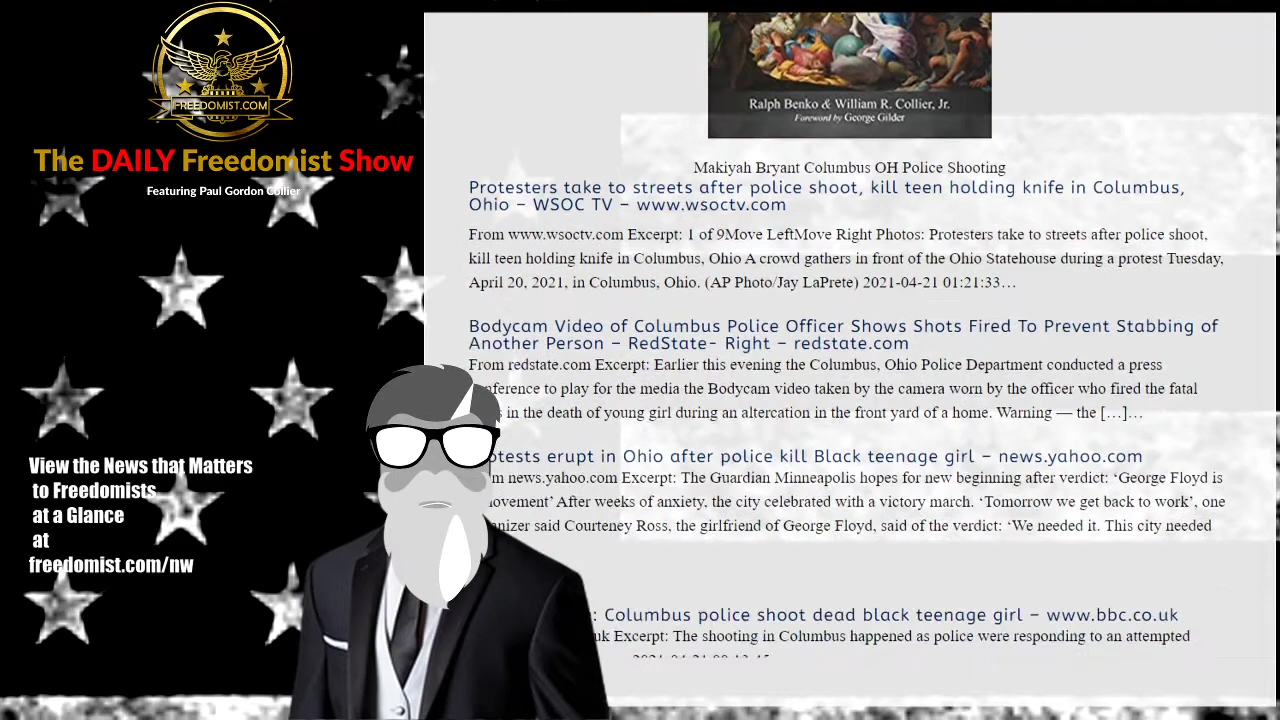 FREEDOMIST.COM
The DAILY Freedomist Show
Featuring Paul Gordon Collier
View the News that Matters
to Freedomists
at a Glance
at
freedomist.com/nw
Ralph Benko & William R. Collier, Jr.
Foreword by George Gilder
Makiyah Bryant Columbus OH Police Shooting
Protesters take to streets after police shoot, kill teen holding knife in Columbus,
Ohio – WSOC TV – www.wsoctv.com
From www.wsoctv.com Excerpt: 1 of 9Move LeftMove Right Photos: Protesters take to streets after police shoot,
kill teen holding knife in Columbus, Ohio A crowd gathers in front of the Ohio Statehouse during a protest Tuesday,
April 20, 2021, in Columbus, Ohio. (AP Photo/Jay LaPrete) 2021-04-21 01:21:33…
Bodycam Video of Columbus Police Officer Shows Shots Fired To Prevent Stabbing of
Another Person – RedState- Right – redstate.com
From redstate.com Excerpt: Earlier this evening the Columbus, Ohio Police Department conducted a press
nference to play for the media the Bodycam video taken by the camera worn by the officer who fired the fatal
in the death of young girl during an altercation in the front yard of a home. Warning — the […]…
otests erupt in Ohio after police kill Black teenage girl – news.yahoo.com
m news.yahoo.com Excerpt: The Guardian Minneapolis hopes for new beginning after verdict: ‘George Floyd is
ovement’ After weeks of anxiety, the city celebrated with a victory march. ‘Tomorrow we get back to work’, one
nizer said Courteney Ross, the girlfriend of George Floyd, said of the verdict: ‘We needed it. This city needed
: Columbus police shoot dead black teenage girl – www.bbc.co.uk
uk Excerpt: The shooting in Columbus happened as police were responding to an attempted